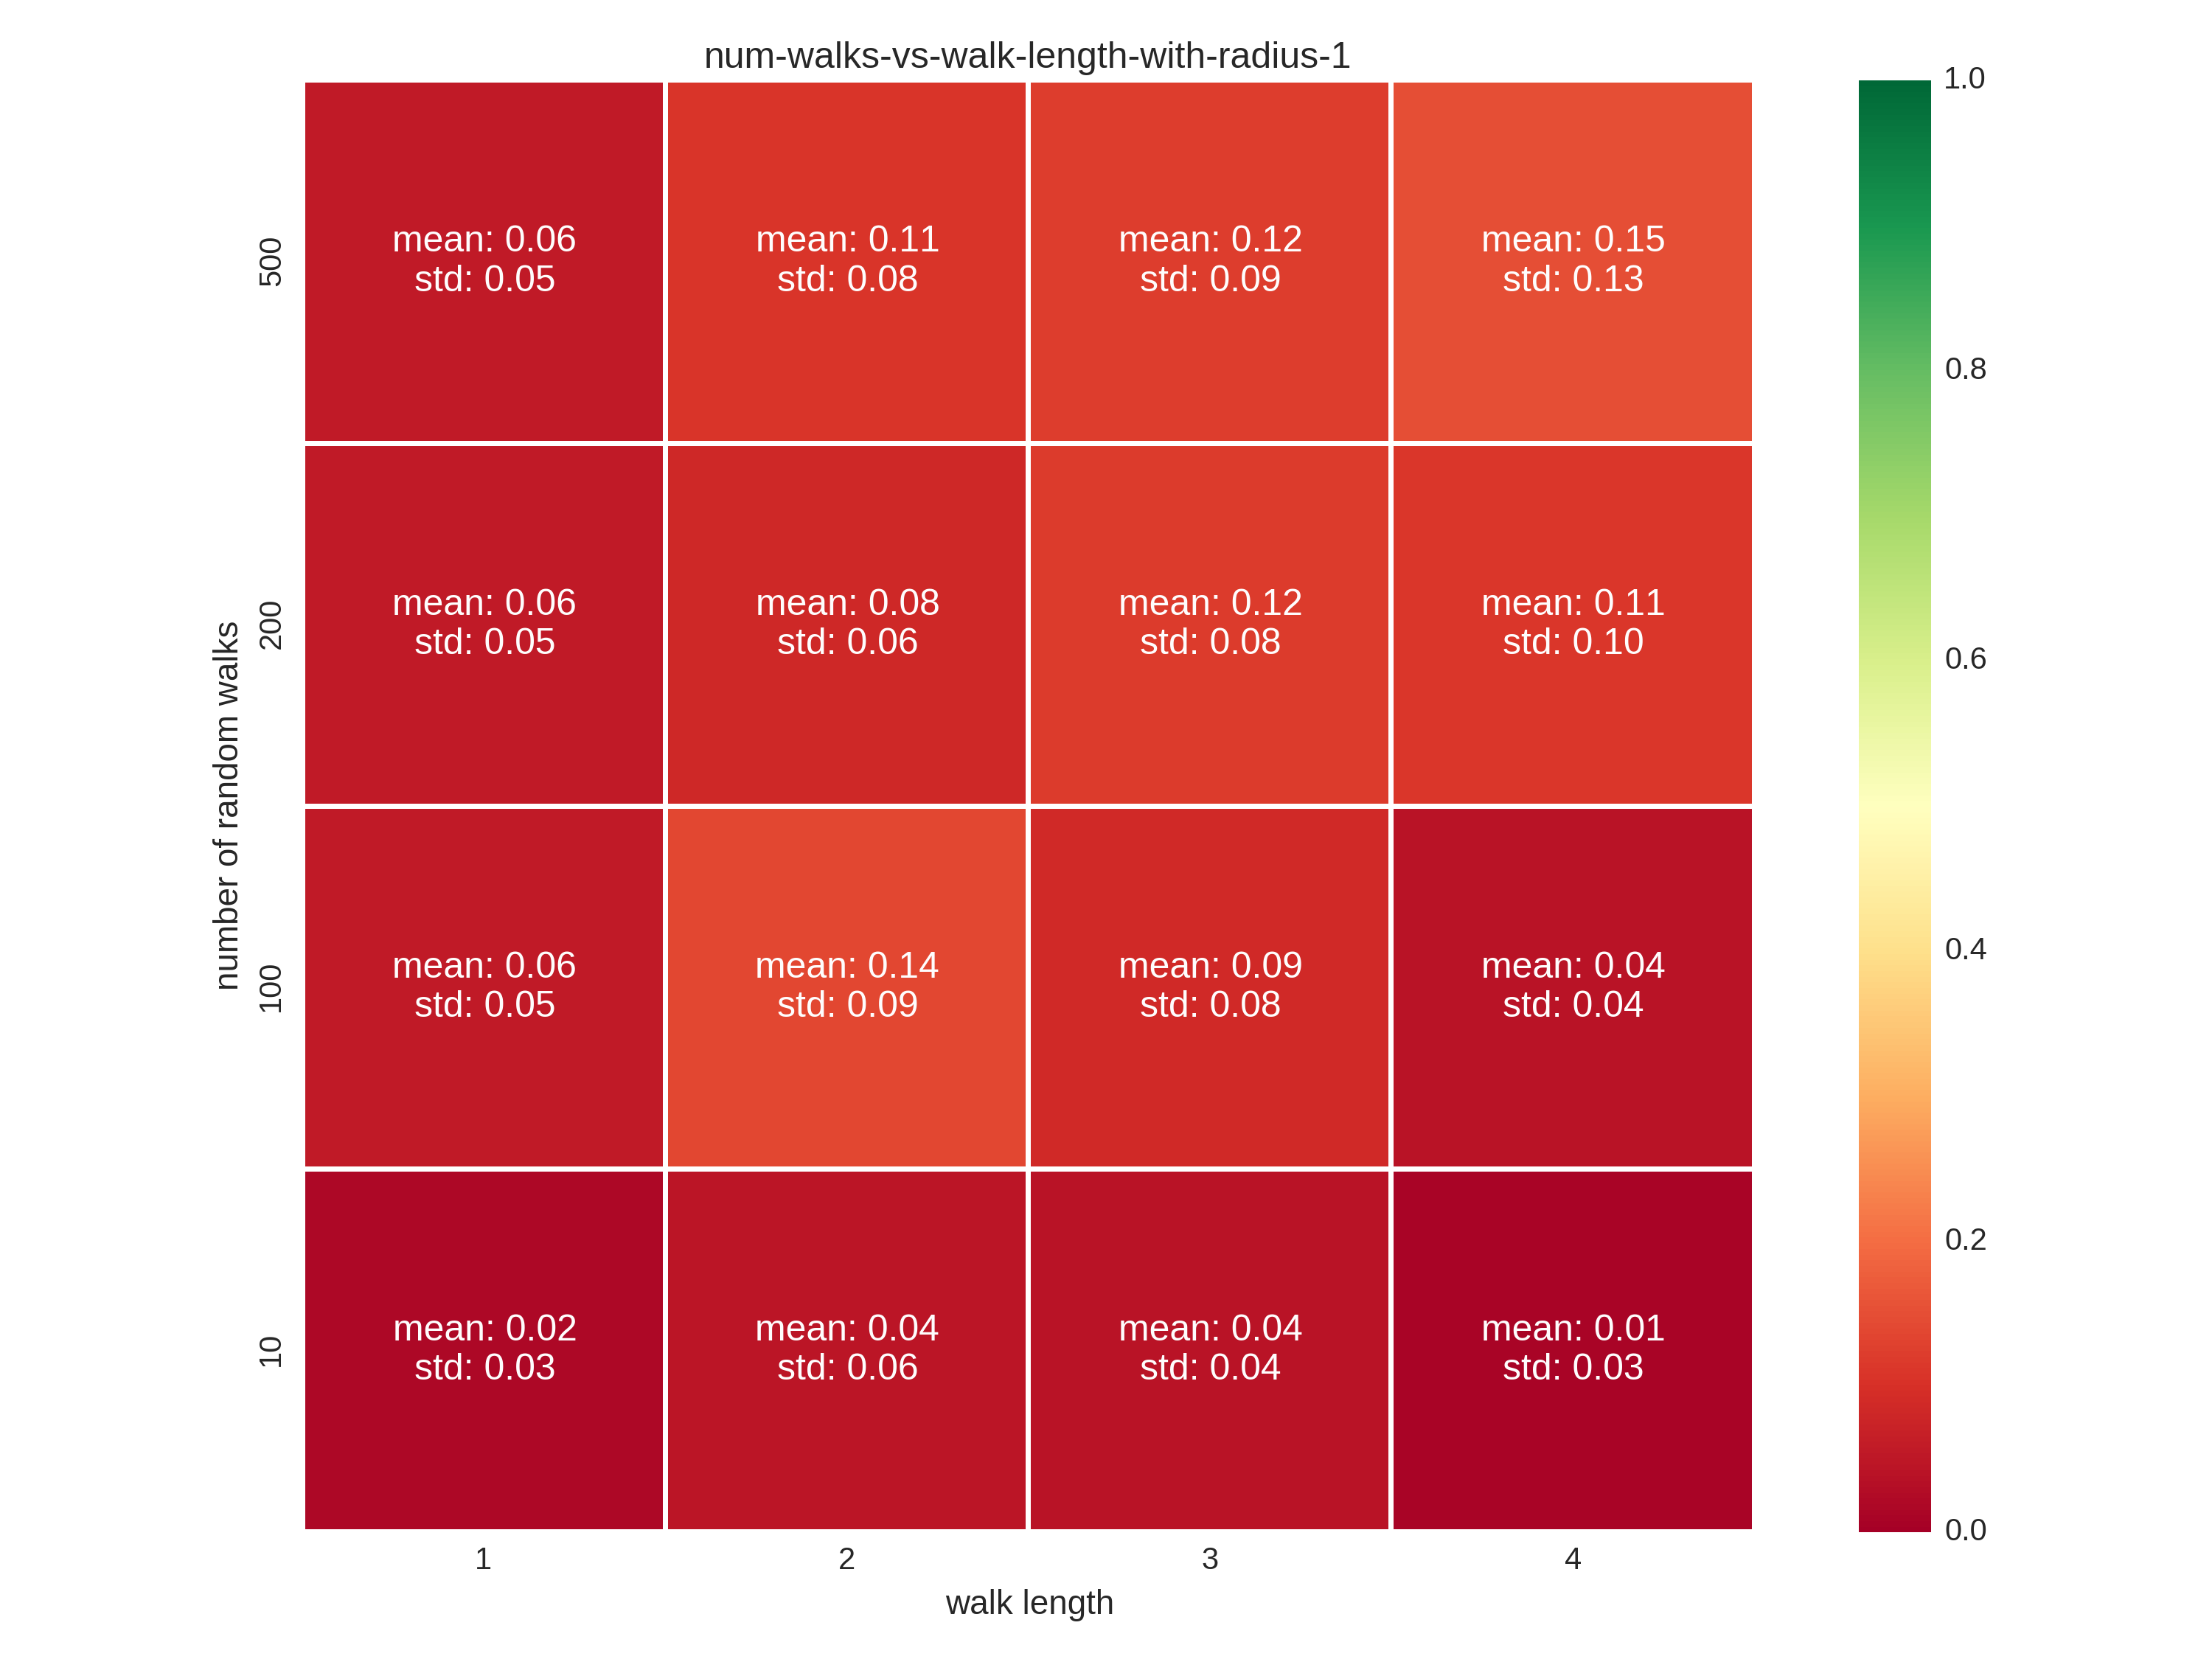 num-walks-vs-walk-length-with-radius-1
1.0
0.8
0.6
0.4
0.2
0.0
number of random walks
500
mean: 0.06
std: 0.05
mean: 0.11
std: 0.08
mean: 0.12
std: 0.09
mean: 0.15
std: 0.13
200
mean: 0.06
std: 0.05
mean: 0.08
std: 0.06
mean: 0.12
std: 0.08
mean: 0.11
std: 0.10
100
mean: 0.06
std: 0.05
mean: 0.14
std: 0.09
mean: 0.09
std: 0.08
mean: 0.04
std: 0.04
10
mean: 0.02
std: 0.03
mean: 0.04
std: 0.06
mean: 0.04
std: 0.04
mean: 0.01
std: 0.03
1 2 3 4
walk length